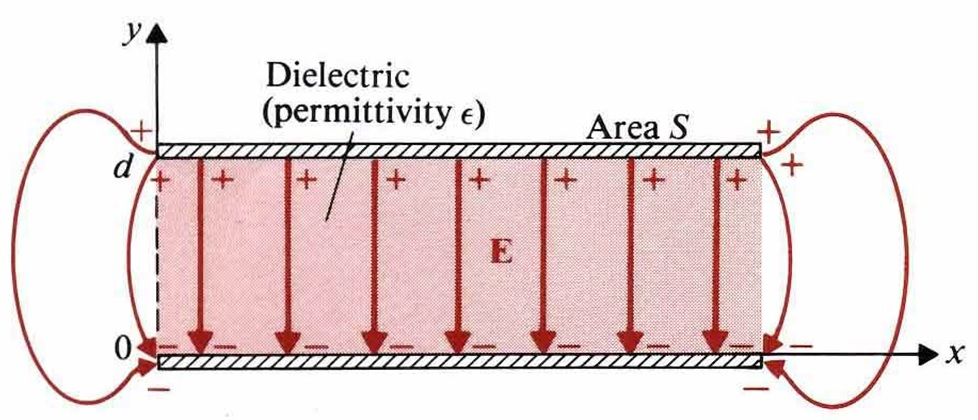 y
Dielectric
(permittivity ϵ)
Area S
+ +
d +
+ + + + + + + +
E
0 − − − − − − − − −
x
− −